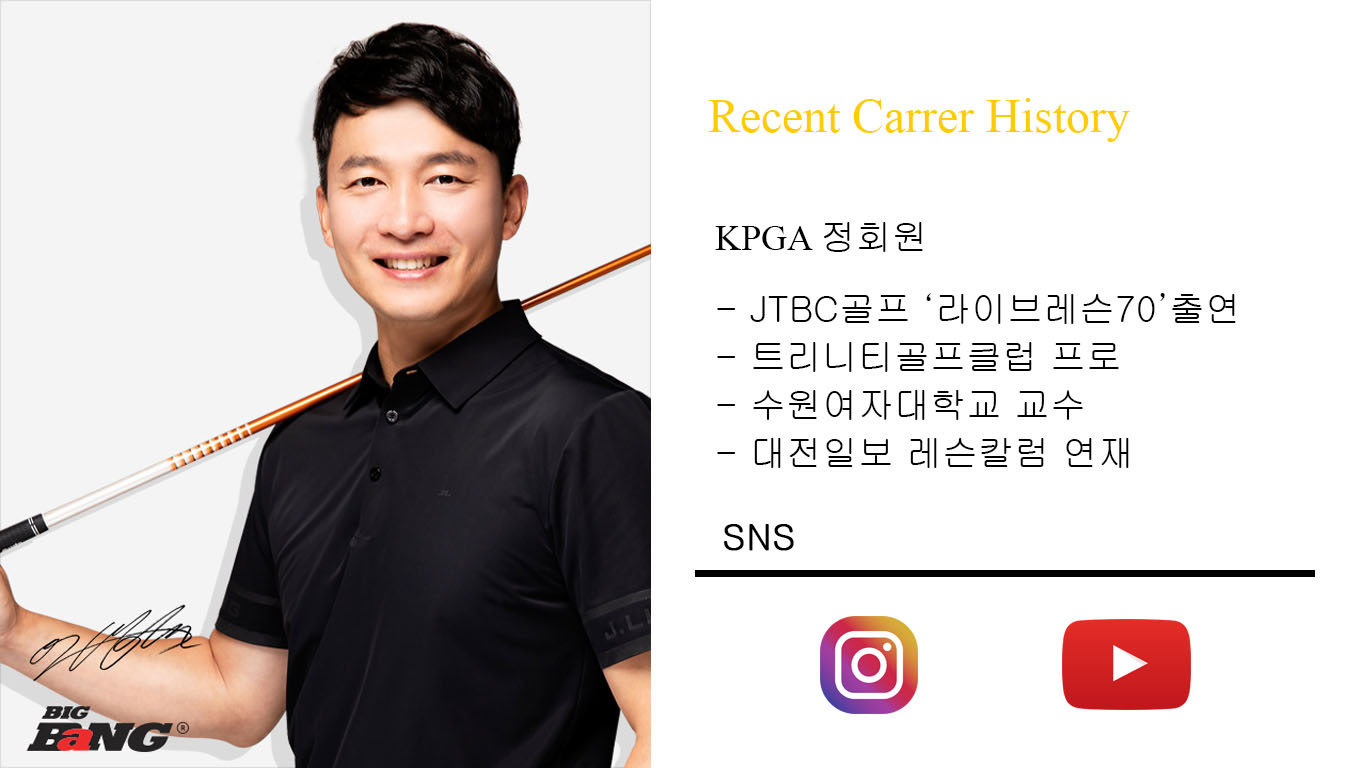 Recent Carrer History
KPGA 정회원
- JTBC골프 ‘라이브레슨70’출연
- 트리니티골프클럽 프로
- 수원여자대학교 교수
- 대전일보 레슨칼럼 연재
SNS
J.LI
BIG
BaNG®